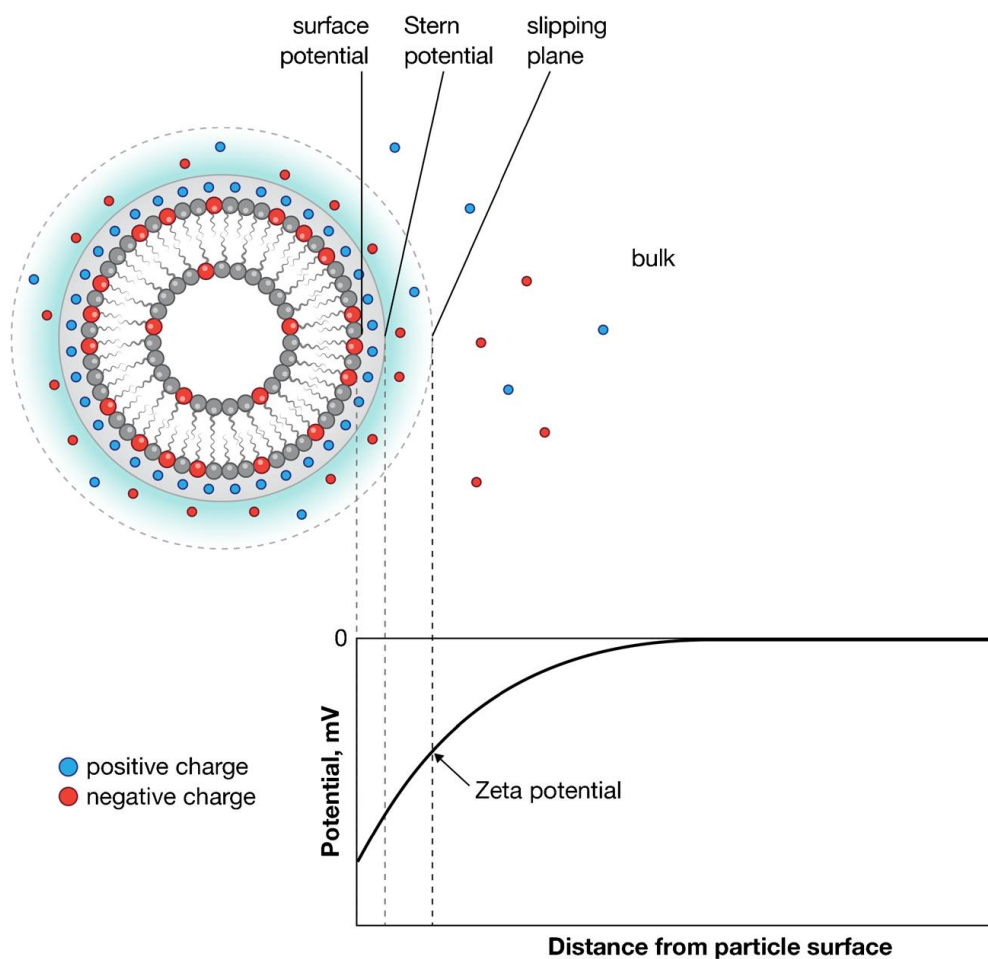 surface
potential
Stern
potential
slipping
plane
bulk
0
Potential, mV
Zeta potential
positive charge
negative charge
Distance from particle surface